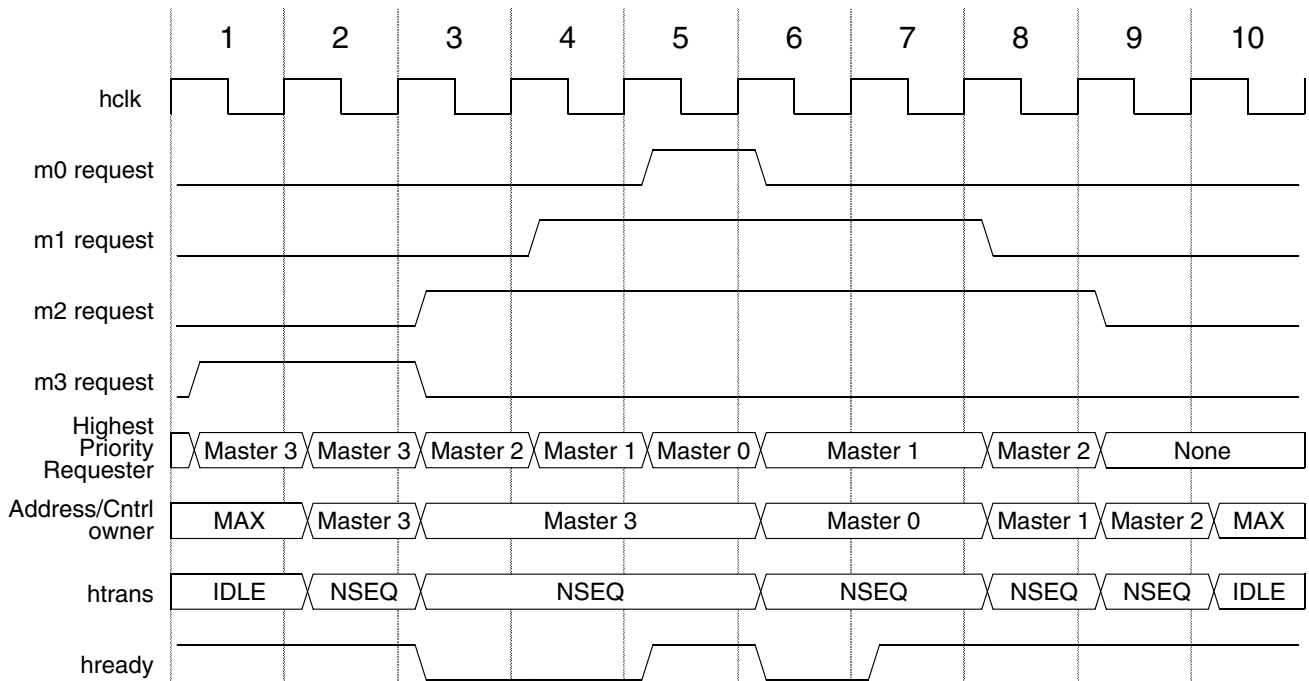 1 2 3 4 5 6 7 8 9 10
hclk
m0 request
m1 request
m2 request
m3 request
Highest
Priority
Requester
Master 3 Master 3 Master 2 Master 1 Master 0 Master 1 Master 2 None
Address/Cntrl
owner
MAX Master 3 Master 3 Master 0 Master 1 Master 2 MAX
htrans IDLE NSEQ NSEQ NSEQ NSEQ NSEQ IDLE
hready